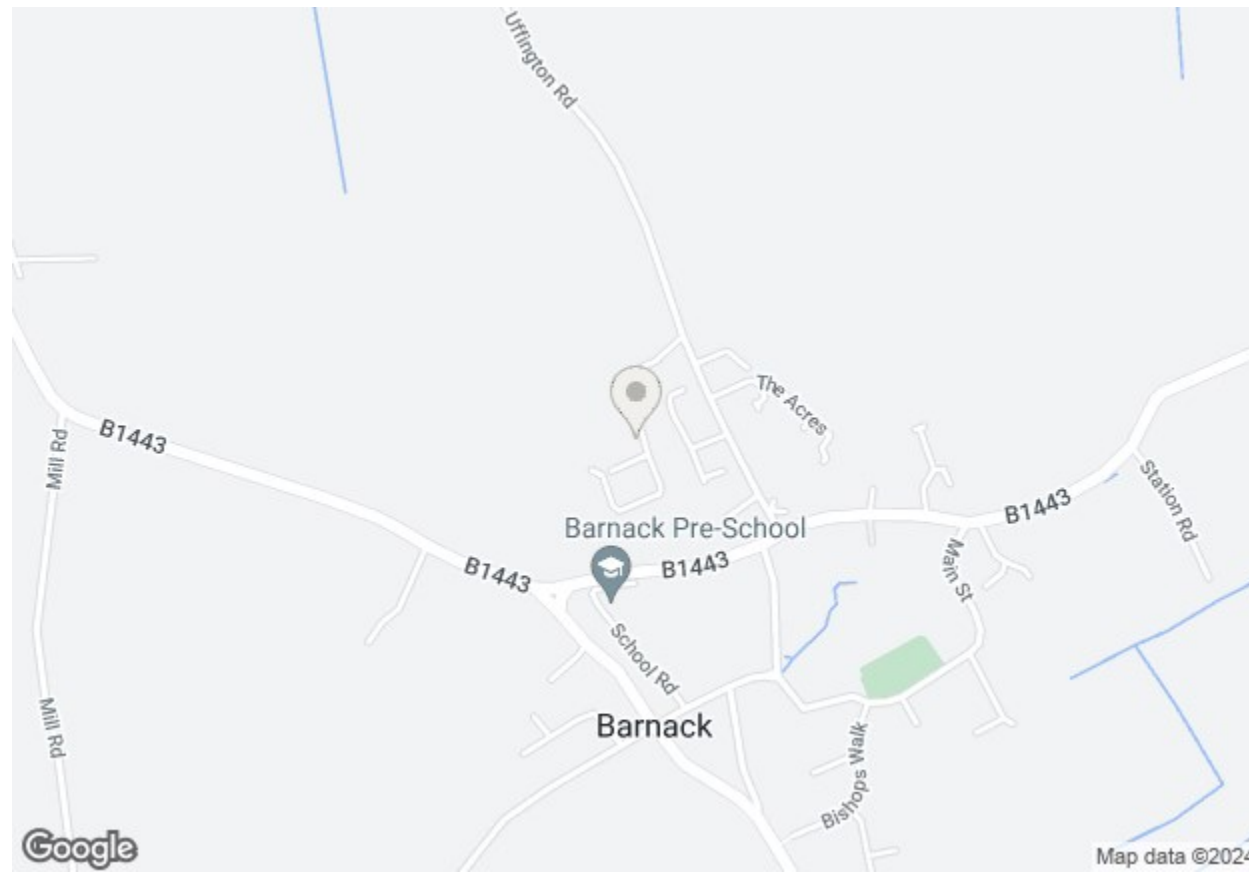 Uffington Rd
The Acres
B1443
Mill Rd
Station Rd
B1443
Barnack Pre-School
Main St
B1443
B1443
School Rd
Mill Rd
Barnack
Bishops Walk
Google
Map data ©2024